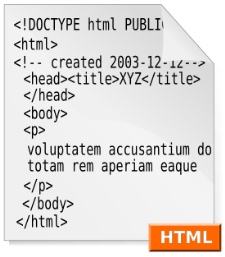 <!DOCTYPE html PUBLIC
<html>
<!-- created 2003-12-12-->
<head><title>XYZ</title>
</head>
<body>
<p>
voluptatem accusantium do
totam rem aperiam eaque
</p>
</body>
</html>
HTML